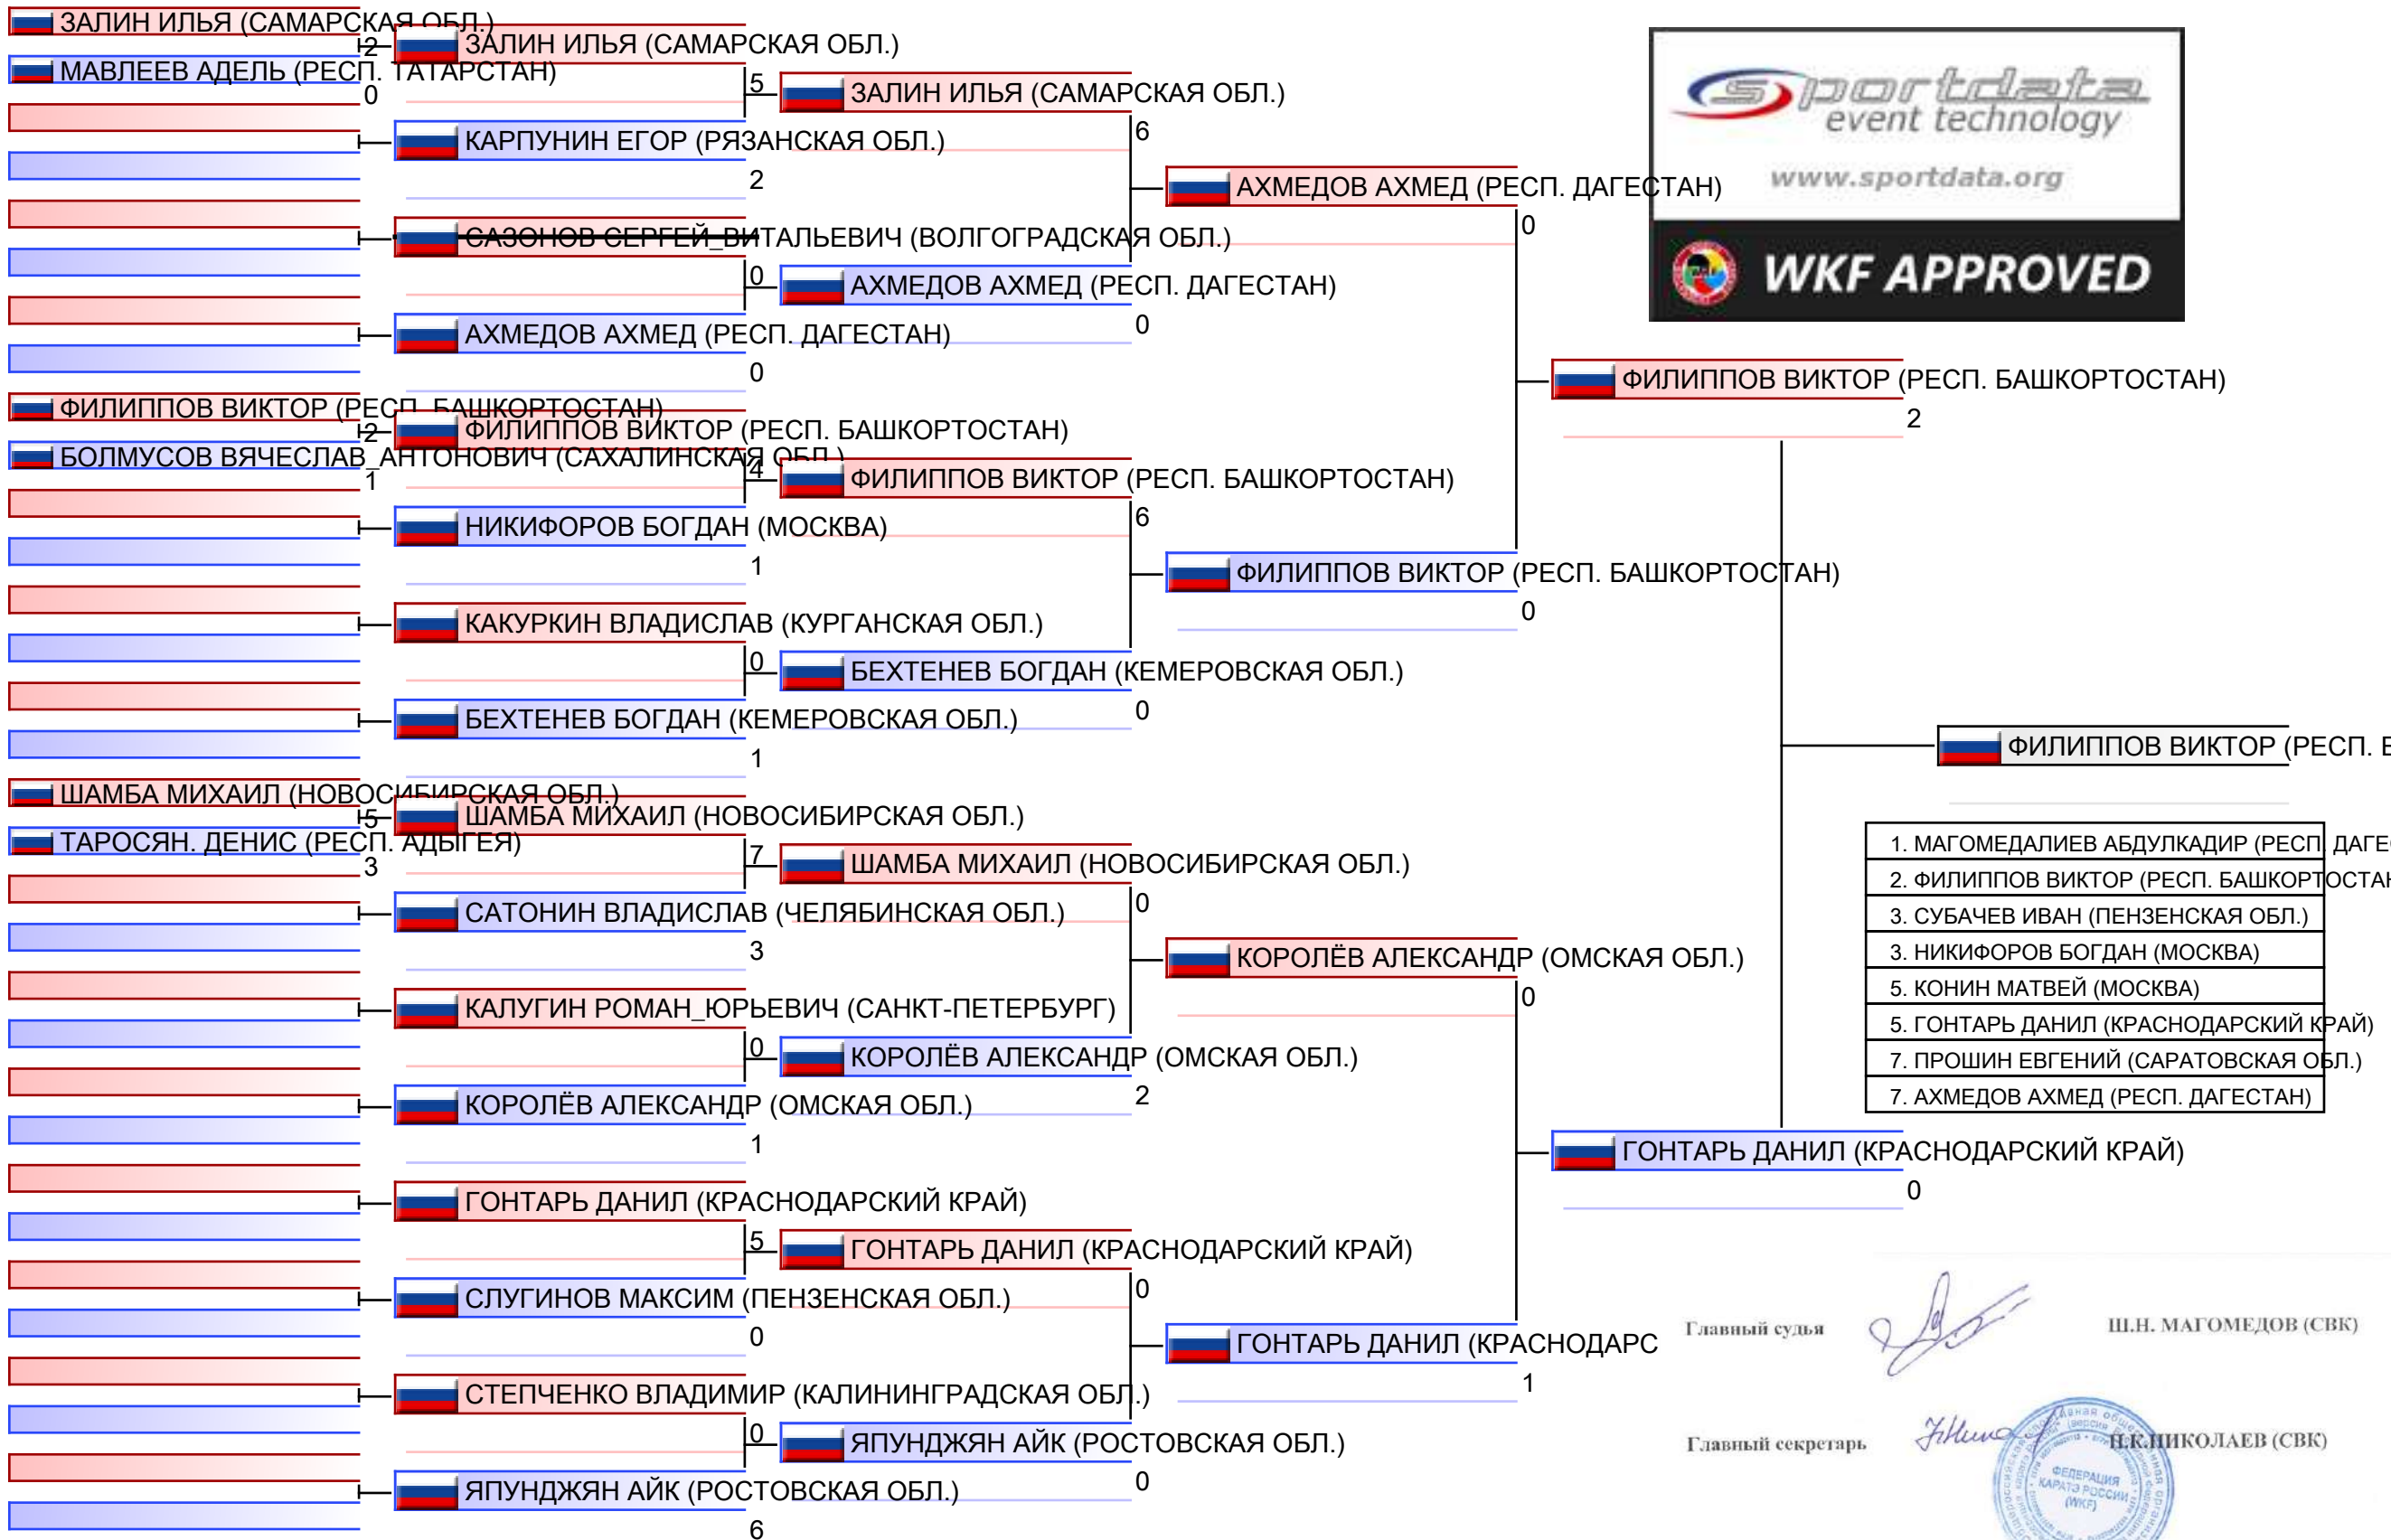 ЗАЛИН ИЛЬЯ (САМАРСКАЯ ОБЛ.)
2
МАВЛЕЕВ АДЕЛЬ (РЕСП. ТАТАРСТАН)
0
ФИЛИППОВ ВИКТОР (РЕСП. БАШКОРТОСТАН)
2
БОЛМУСОВ ВЯЧЕСЛАВ_АНТОНОВИЧ (САХАЛИНСКАЯ ОБЛ.)
1
ШАМБА МИХАИЛ (НОВОСИБИРСКАЯ ОБЛ.)
5
ТАРОСЯН. ДЕНИС (РЕСП. АДЫГЕЯ)
3
ЗАЛИН ИЛЬЯ (САМАРСКАЯ ОБЛ.)
5
КАРПУНИН ЕГОР (РЯЗАНСКАЯ ОБЛ.)
2
САЗОНОВ СЕРГЕЙ_ВИТАЛЬЕВИЧ (ВОЛГОГРАДСКАЯ ОБЛ.)
0
АХМЕДОВ АХМЕД (РЕСП. ДАГЕСТАН)
0
ФИЛИППОВ ВИКТОР (РЕСП. БАШКОРТОСТАН)
4
НИКИФОРОВ БОГДАН (МОСКВА)
1
КАКУРКИН ВЛАДИСЛАВ (КУРГАНСКАЯ ОБЛ.)
0
БЕХТЕНЕВ БОГДАН (КЕМЕРОВСКАЯ ОБЛ.)
1
ШАМБА МИХАИЛ (НОВОСИБИРСКАЯ ОБЛ.)
7
САТОНИН ВЛАДИСЛАВ (ЧЕЛЯБИНСКАЯ ОБЛ.)
3
КАЛУГИН РОМАН_ЮРЬЕВИЧ (САНКТ-ПЕТЕРБУРГ)
0
КОРОЛЁВ АЛЕКСАНДР (ОМСКАЯ ОБЛ.)
1
ГОНТАРЬ ДАНИЛ (КРАСНОДАРСКИЙ КРАЙ)
5
СЛУГИНОВ МАКСИМ (ПЕНЗЕНСКАЯ ОБЛ.)
0
СТЕПЧЕНКО ВЛАДИМИР (КАЛИНИНГРАДСКАЯ ОБЛ.)
0
ЯПУНДЖЯН АЙК (РОСТОВСКАЯ ОБЛ.)
6
ЗАЛИН ИЛЬЯ (САМАРСКАЯ ОБЛ.)
6
АХМЕДОВ АХМЕД (РЕСП. ДАГЕСТАН)
0
ФИЛИППОВ ВИКТОР (РЕСП. БАШКОРТОСТАН)
6
БЕХТЕНЕВ БОГДАН (КЕМЕРОВСКАЯ ОБЛ.)
0
ШАМБА МИХАИЛ (НОВОСИБИРСКАЯ ОБЛ.)
0
КОРОЛЁВ АЛЕКСАНДР (ОМСКАЯ ОБЛ.)
2
ГОНТАРЬ ДАНИЛ (КРАСНОДАРСКИЙ КРАЙ)
0
ЯПУНДЖЯН АЙК (РОСТОВСКАЯ ОБЛ.)
0
АХМЕДОВ АХМЕД (РЕСП. ДАГЕСТАН)
0
ФИЛИППОВ ВИКТОР (РЕСП. БАШКОРТОСТАН)
0
КОРОЛЁВ АЛЕКСАНДР (ОМСКАЯ ОБЛ.)
0
ГОНТАРЬ ДАНИЛ (КРАСНОДАРС
1
ФИЛИППОВ ВИКТОР (РЕСП. БАШКОРТОСТАН)
2
ГОНТАРЬ ДАНИЛ (КРАСНОДАРСКИЙ КРАЙ)
0
sportdata
event technology
www.sportdata.org
WKF APPROVED
ФИЛИППОВ ВИКТОР (РЕСП. Б
1. МАГОМЕДАЛИЕВ АБДУЛКАДИР (РЕСП. ДАГЕ
2. ФИЛИППОВ ВИКТОР (РЕСП. БАШКОРТОСТАН
3. СУБАЧЕВ ИВАН (ПЕНЗЕНСКАЯ ОБЛ.)
3. НИКИФОРОВ БОГДАН (МОСКВА)
5. КОНИН МАТВЕЙ (МОСКВА)
5. ГОНТАРЬ ДАНИЛ (КРАСНОДАРСКИЙ КРАЙ)
7. ПРОШИН ЕВГЕНИЙ (САРАТОВСКАЯ ОБЛ.)
7. АХМЕДОВ АХМЕД (РЕСП. ДАГЕСТАН)
Главный судья
Ш.Н. МАГОМЕДОВ (СВК)
Главный секретарь
П.К.НИКОЛАЕВ (СВК)
ФЕДЕРАЦИЯ
КАРАТЭ РОССИИ
(WKF)